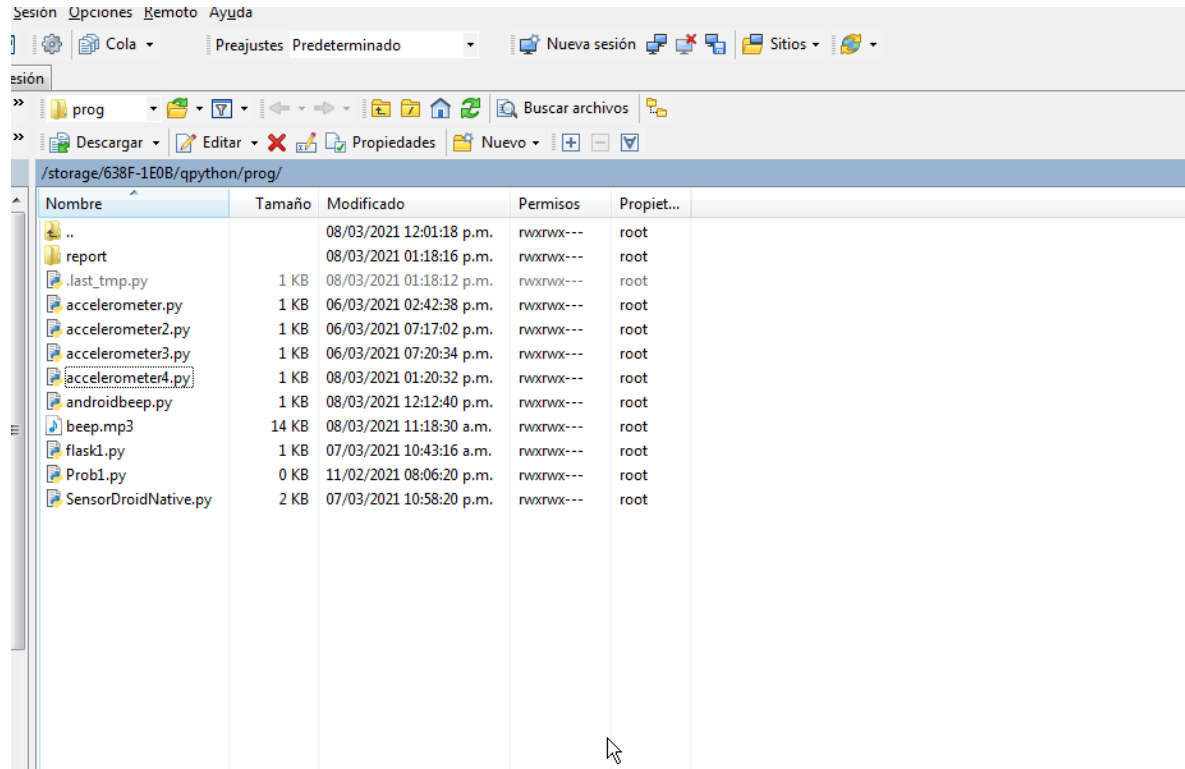 Sesión Opciones Remoto Ayuda
Cola Preajustes Predeterminado Nueva sesión Sitios
esión
» prog Buscar archivos
» Descargar Editar Propiedades Nuevo
/storage/638F-1E0B/qpython/prog/
Nombre Tamaño Modificado Permisos Propiet...
.. 08/03/2021 12:01:18 p.m. rwxrwx--- root
report 08/03/2021 01:18:16 p.m. rwxrwx--- root
.last_tmp.py 1 KB 08/03/2021 01:18:12 p.m. rwxrwx--- root
accelerometer.py 1 KB 06/03/2021 02:42:38 p.m. rwxrwx--- root
accelerometer2.py 1 KB 06/03/2021 07:17:02 p.m. rwxrwx--- root
accelerometer3.py 1 KB 06/03/2021 07:20:34 p.m. rwxrwx--- root
accelerometer4.py 1 KB 08/03/2021 01:20:32 p.m. rwxrwx--- root
androidbeep.py 1 KB 08/03/2021 12:12:40 p.m. rwxrwx--- root
beep.mp3 14 KB 08/03/2021 11:18:30 a.m. rwxrwx--- root
flask1.py 1 KB 07/03/2021 10:43:16 a.m. rwxrwx--- root
Prob1.py 0 KB 11/02/2021 08:06:20 p.m. rwxrwx--- root
SensorDroidNative.py 2 KB 07/03/2021 10:58:20 p.m. rwxrwx--- root